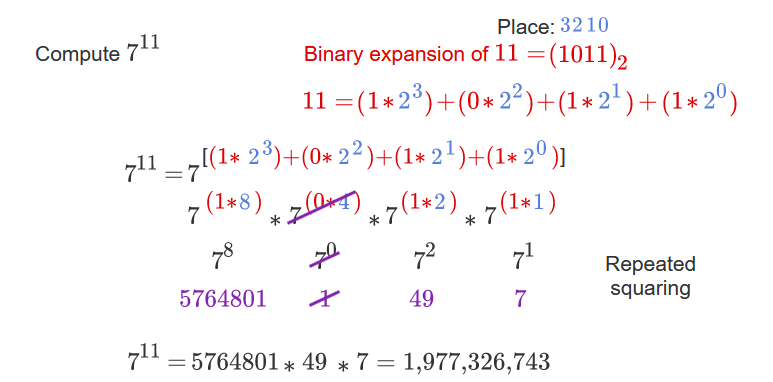 Place: 3 2 1 0
Compute 7^11 Binary expansion of 11 = (1011)_2
11 = (1 * 2^3) + (0 * 2^2) + (1 * 2^1) + (1 * 2^0)
7^11 = 7^[(1* 2^3)+(0* 2^2)+(1* 2^1)+(1* 2^0)]
7^(1*8) * 7^(0*4) * 7^(1*2) * 7^(1*1)
7^8 7^0 7^2 7^1 Repeated
5764801 1 49 7 squaring
7^11 = 5764801 * 49 * 7 = 1,977,326,743